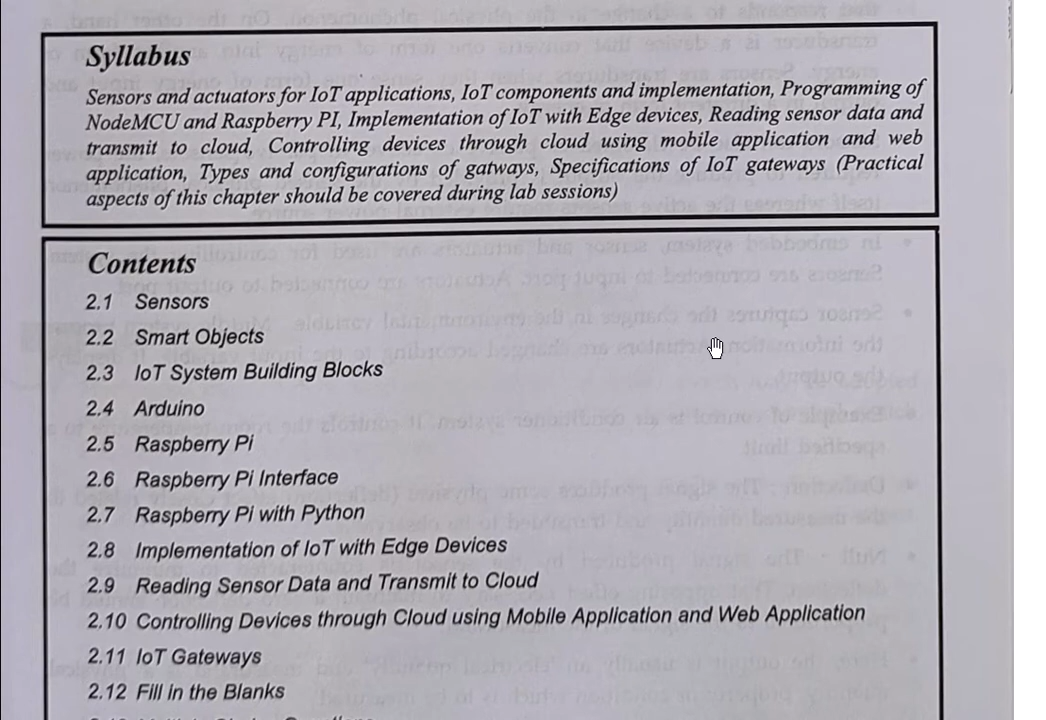 Syllabus
Sensors and actuators for IoT applications, IoT components and implementation, Programming of
NodeMCU and Raspberry PI, Implementation of IoT with Edge devices, Reading sensor data and
transmit to cloud, Controlling devices through cloud using mobile application and web
application, Types and configurations of gatways, Specifications of IoT gateways (Practical
aspects of this chapter should be covered during lab sessions)
Contents
2.1 Sensors
2.2 Smart Objects
2.3 IoT System Building Blocks
2.4 Arduino
2.5 Raspberry Pi
2.6 Raspberry Pi Interface
2.7 Raspberry Pi with Python
2.8 Implementation of IoT with Edge Devices
2.9 Reading Sensor Data and Transmit to Cloud
2.10 Controlling Devices through Cloud using Mobile Application and Web Application
2.11 IoT Gateways
2.12 Fill in the Blanks